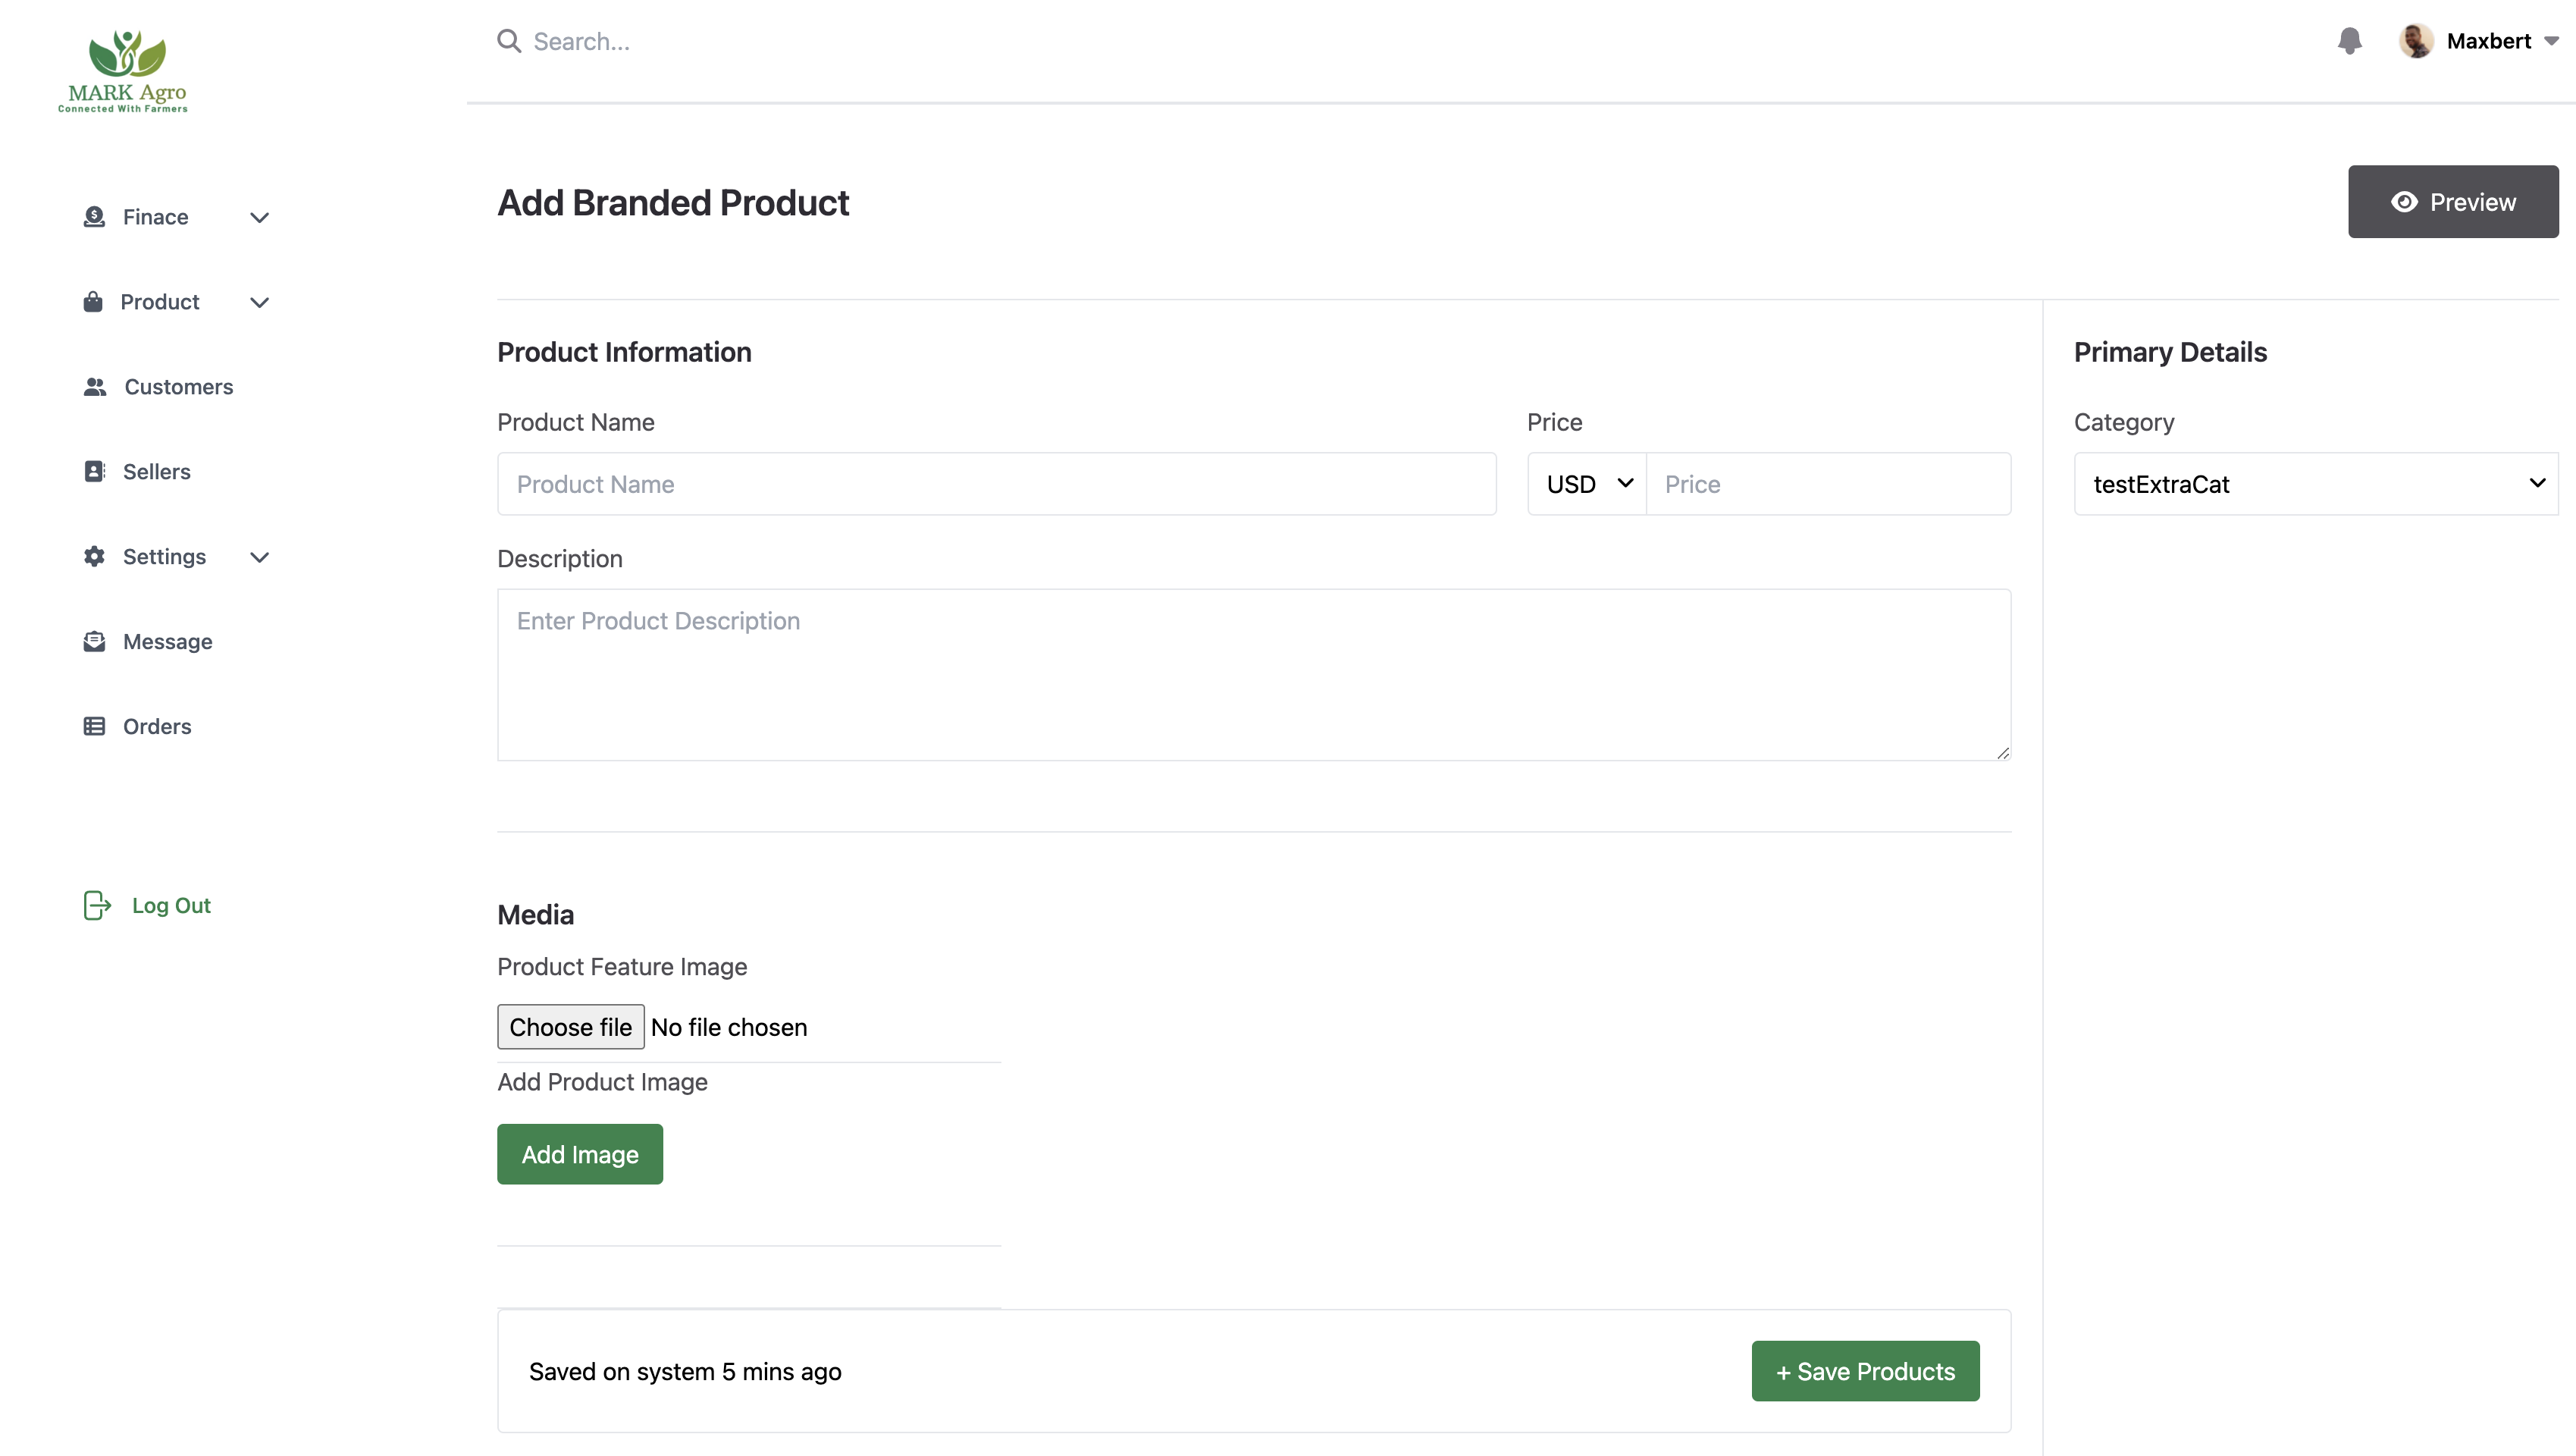 MARK Agro
Connected With Farmers
Search...
Maxbert
Finace
Product
Customers
Sellers
Settings
Message
Orders
Log Out
Add Branded Product
Preview
Product Information
Product Name
Price
Product Name
USD
Price
Description
Enter Product Description
Primary Details
Category
testExtraCat
Media
Product Feature Image
Choose file No file chosen
Add Product Image
Add Image
Saved on system 5 mins ago
+ Save Products